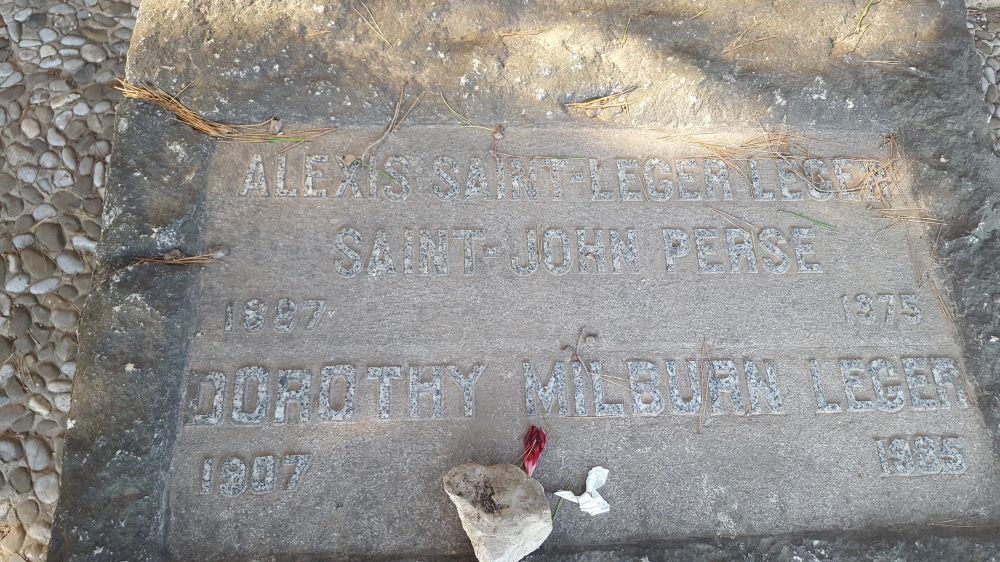 ALEXIS SAINT-LEGER LEGER
SAINT-JOHN PERSE
1887 1975
DOROTHY MILBURN LEGER
1907 1985